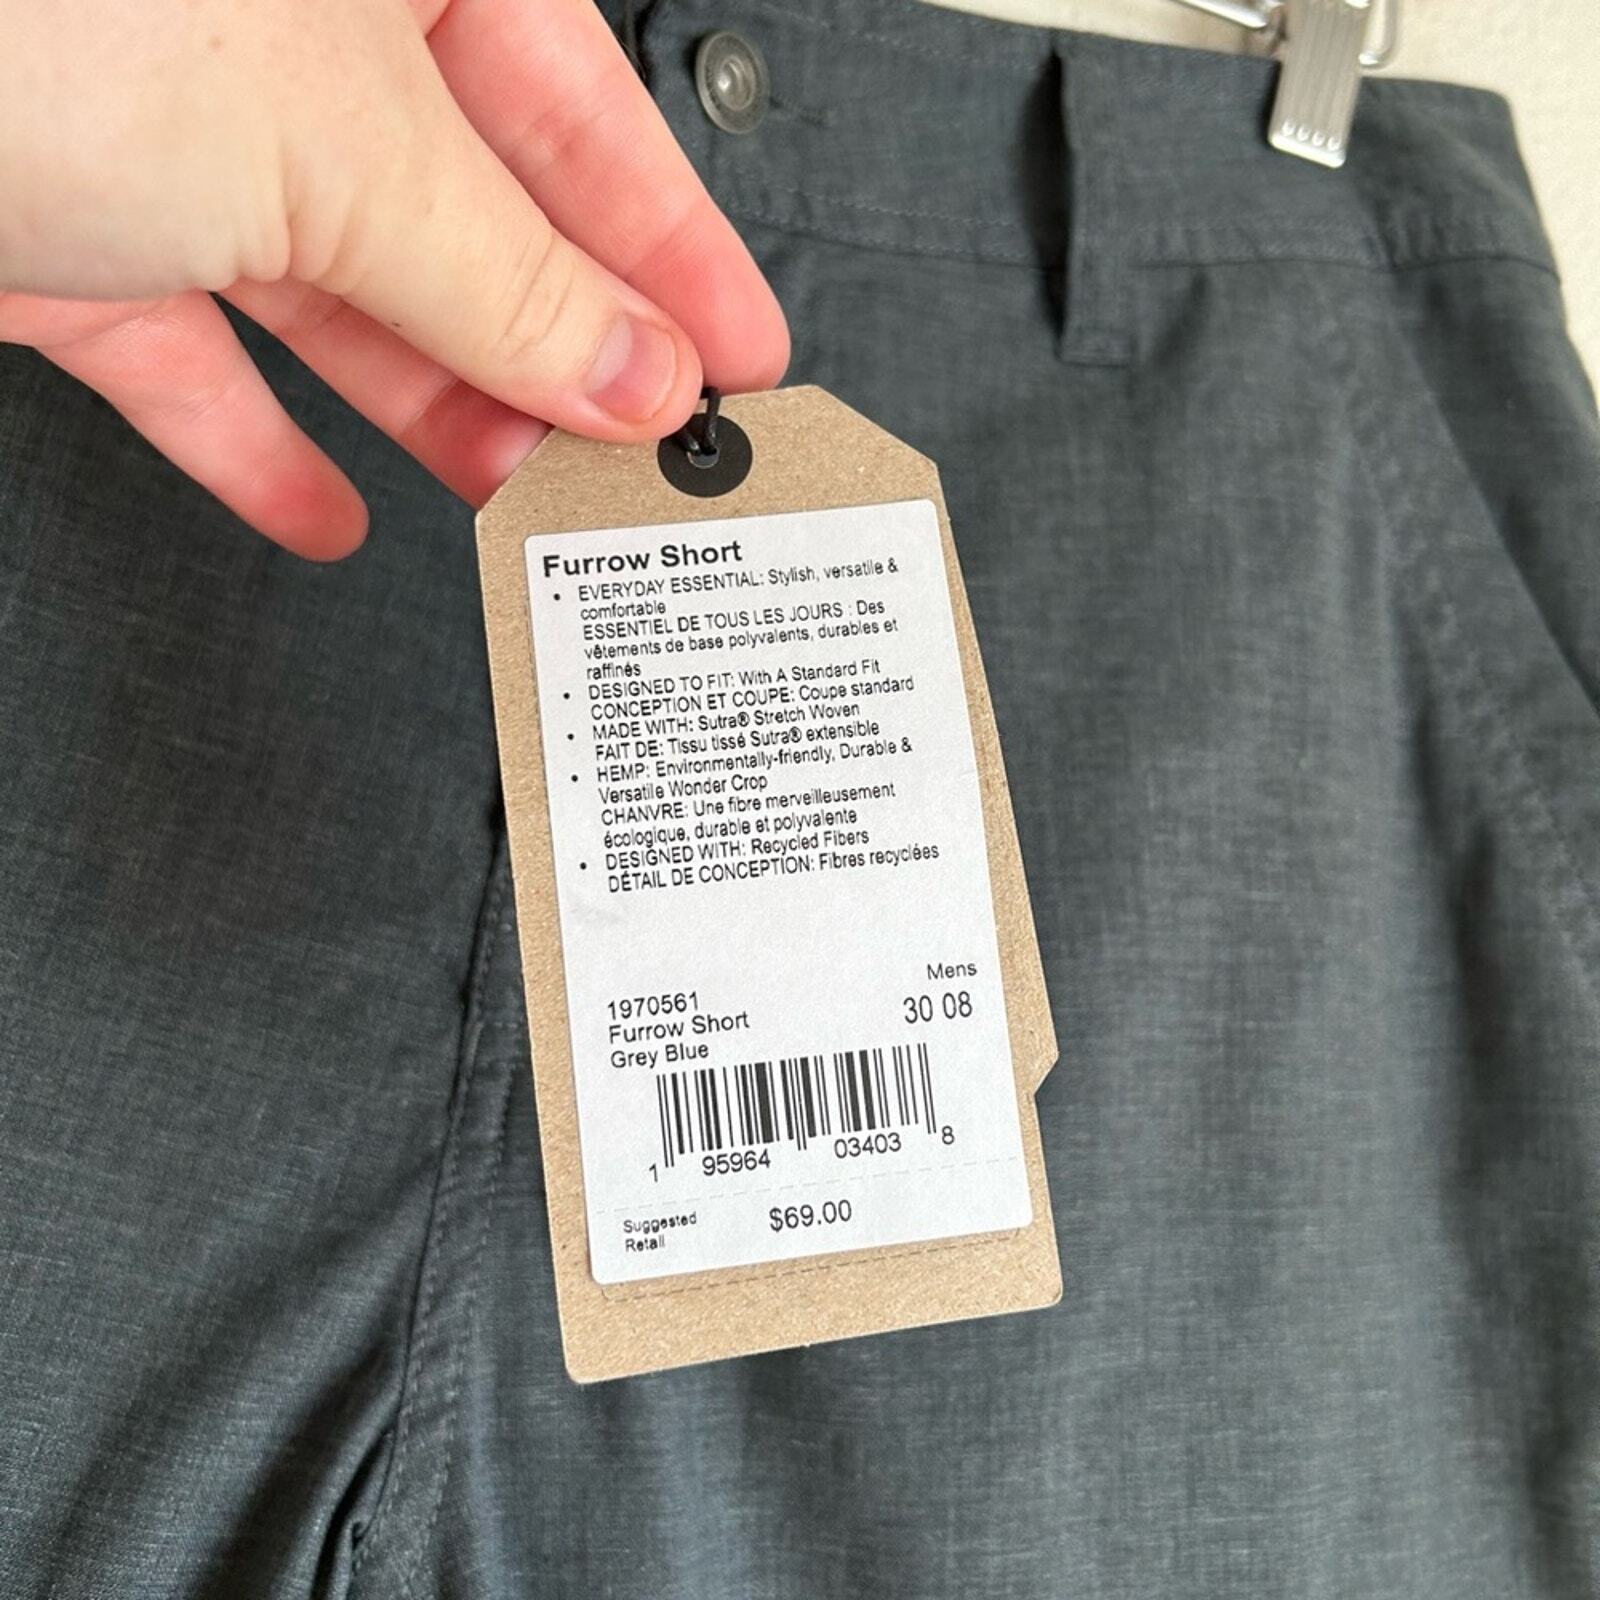 Furrow Short
• EVERYDAY ESSENTIAL: Stylish, versatile &
comfortable
ESSENTIEL DE TOUS LES JOURS : Des
vêtements de base polyvalents, durables et
raffinés
• DESIGNED TO FIT: With A Standard Fit
CONCEPTION ET COUPE: Coupe standard
• MADE WITH: Sutra® Stretch Woven
FAIT DE: Tissu tissé Sutra® extensible
• HEMP: Environmentally-friendly, Durable &
Versatile Wonder Crop
CHANVRE: Une fibre merveilleusement
écologique, durable et polyvalente
• DESIGNED WITH: Recycled Fibers
DÉTAIL DE CONCEPTION: Fibres recyclées
Mens
1970561
30 08
Furrow Short
Grey Blue
1 95964 03403 8
Suggested
Retail
$69.00